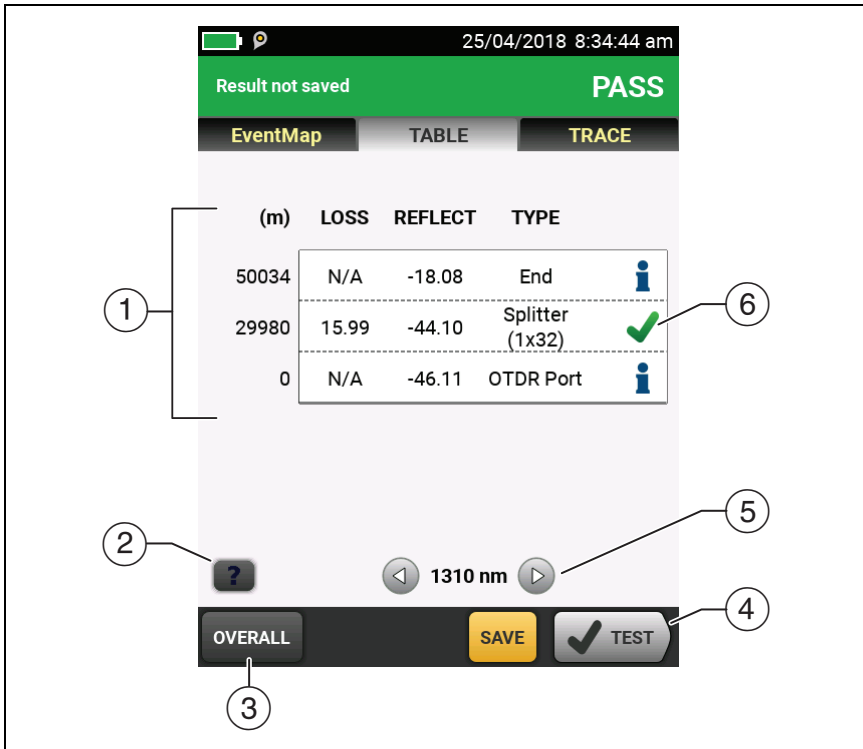 25/04/2018 8:34:44 am
Result not saved PASS
EventMap TABLE TRACE
(m) LOSS REFLECT TYPE
50034 N/A -18.08 End
29980 15.99 -44.10 Splitter (1x32)
0 N/A -46.11 OTDR Port
1
6
2
5
?
1310 nm
4
OVERALL SAVE TEST
3